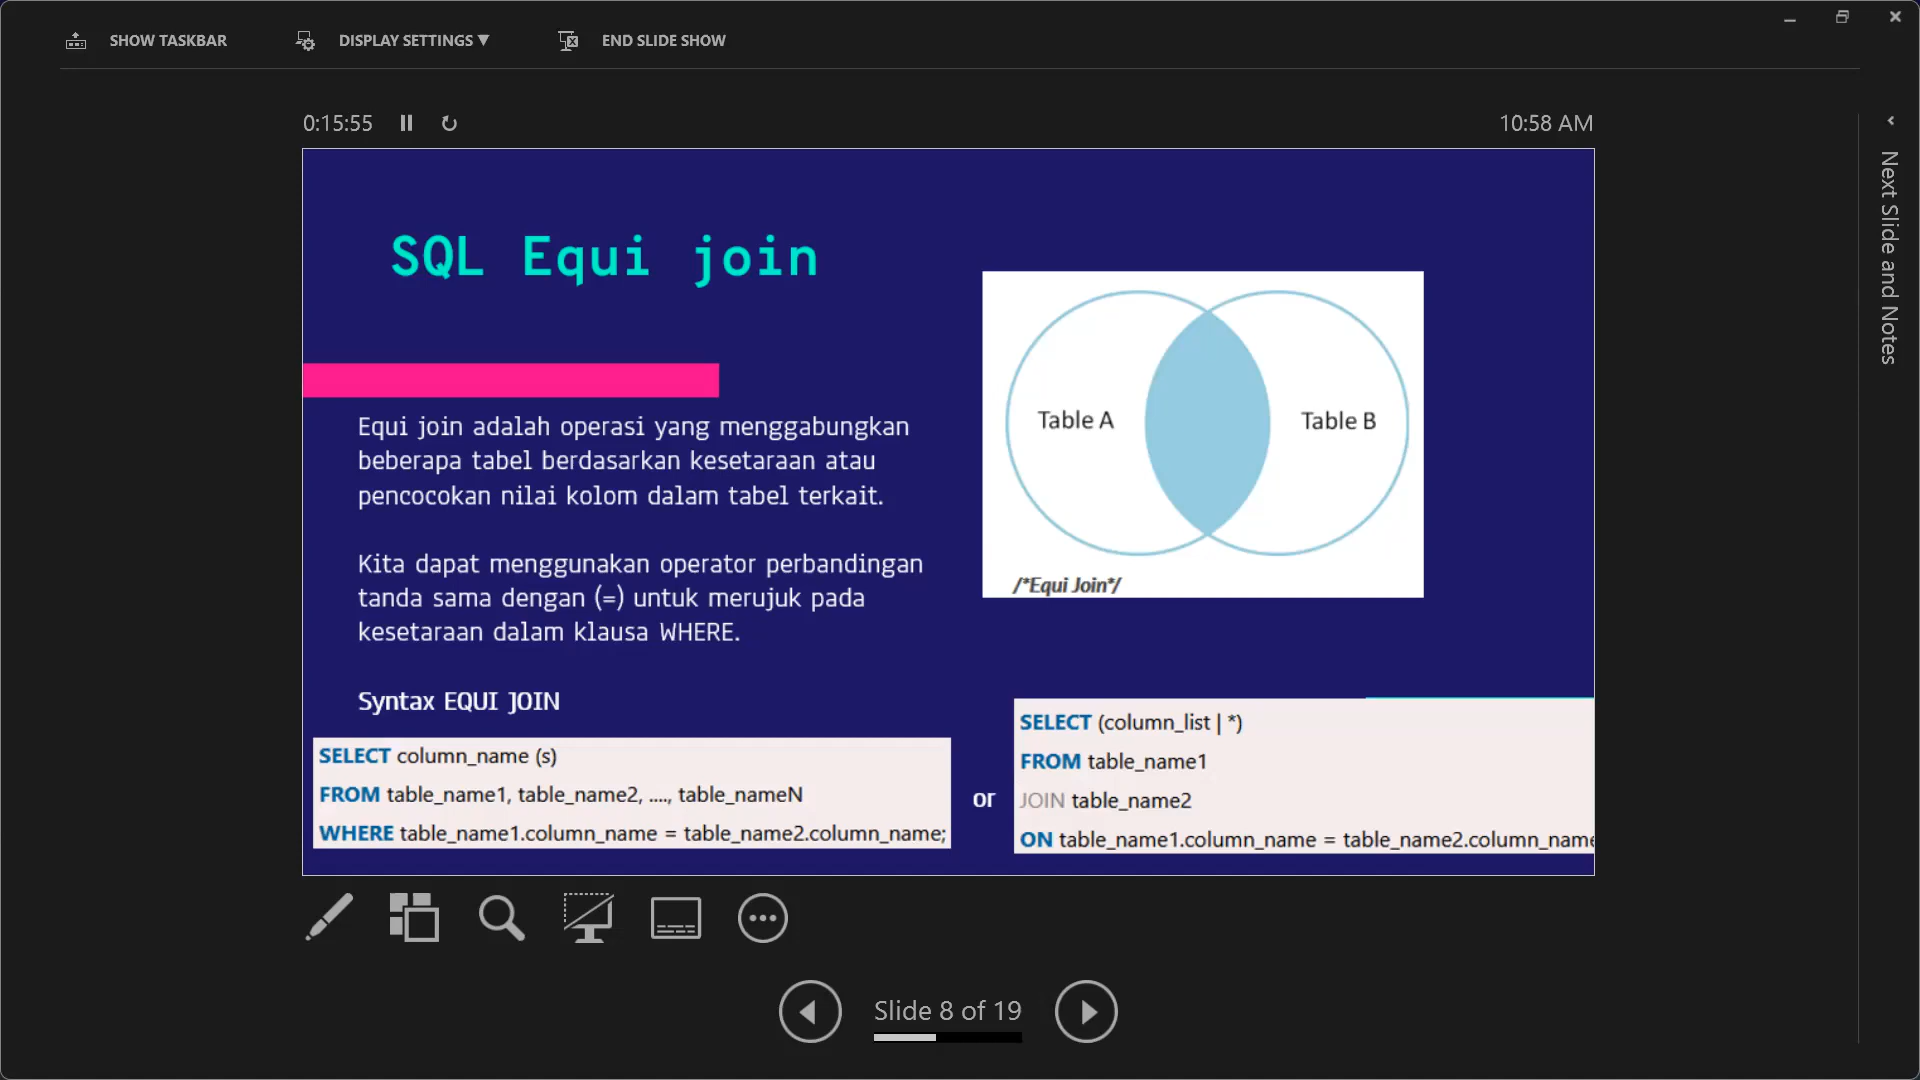 SHOW TASKBAR
DISPLAY SETTINGS ▼
END SLIDE SHOW
0:15:55
10:58 AM
Next Slide and Notes
SQL Equi join
Equi join adalah operasi yang menggabungkan
beberapa tabel berdasarkan kesetaraan atau
pencocokan nilai kolom dalam tabel terkait.
Kita dapat menggunakan operator perbandingan
tanda sama dengan (=) untuk merujuk pada
kesetaraan dalam klausa WHERE.
Table A
Table B
/*Equi Join*/
Syntax EQUI JOIN
SELECT column_name (s)
FROM table_name1, table_name2, ...., table_nameN
WHERE table_name1.column_name = table_name2.column_name;
or
SELECT (column_list | *)
FROM table_name1
JOIN table_name2
ON table_name1.column_name = table_name2.column_name
Slide 8 of 19